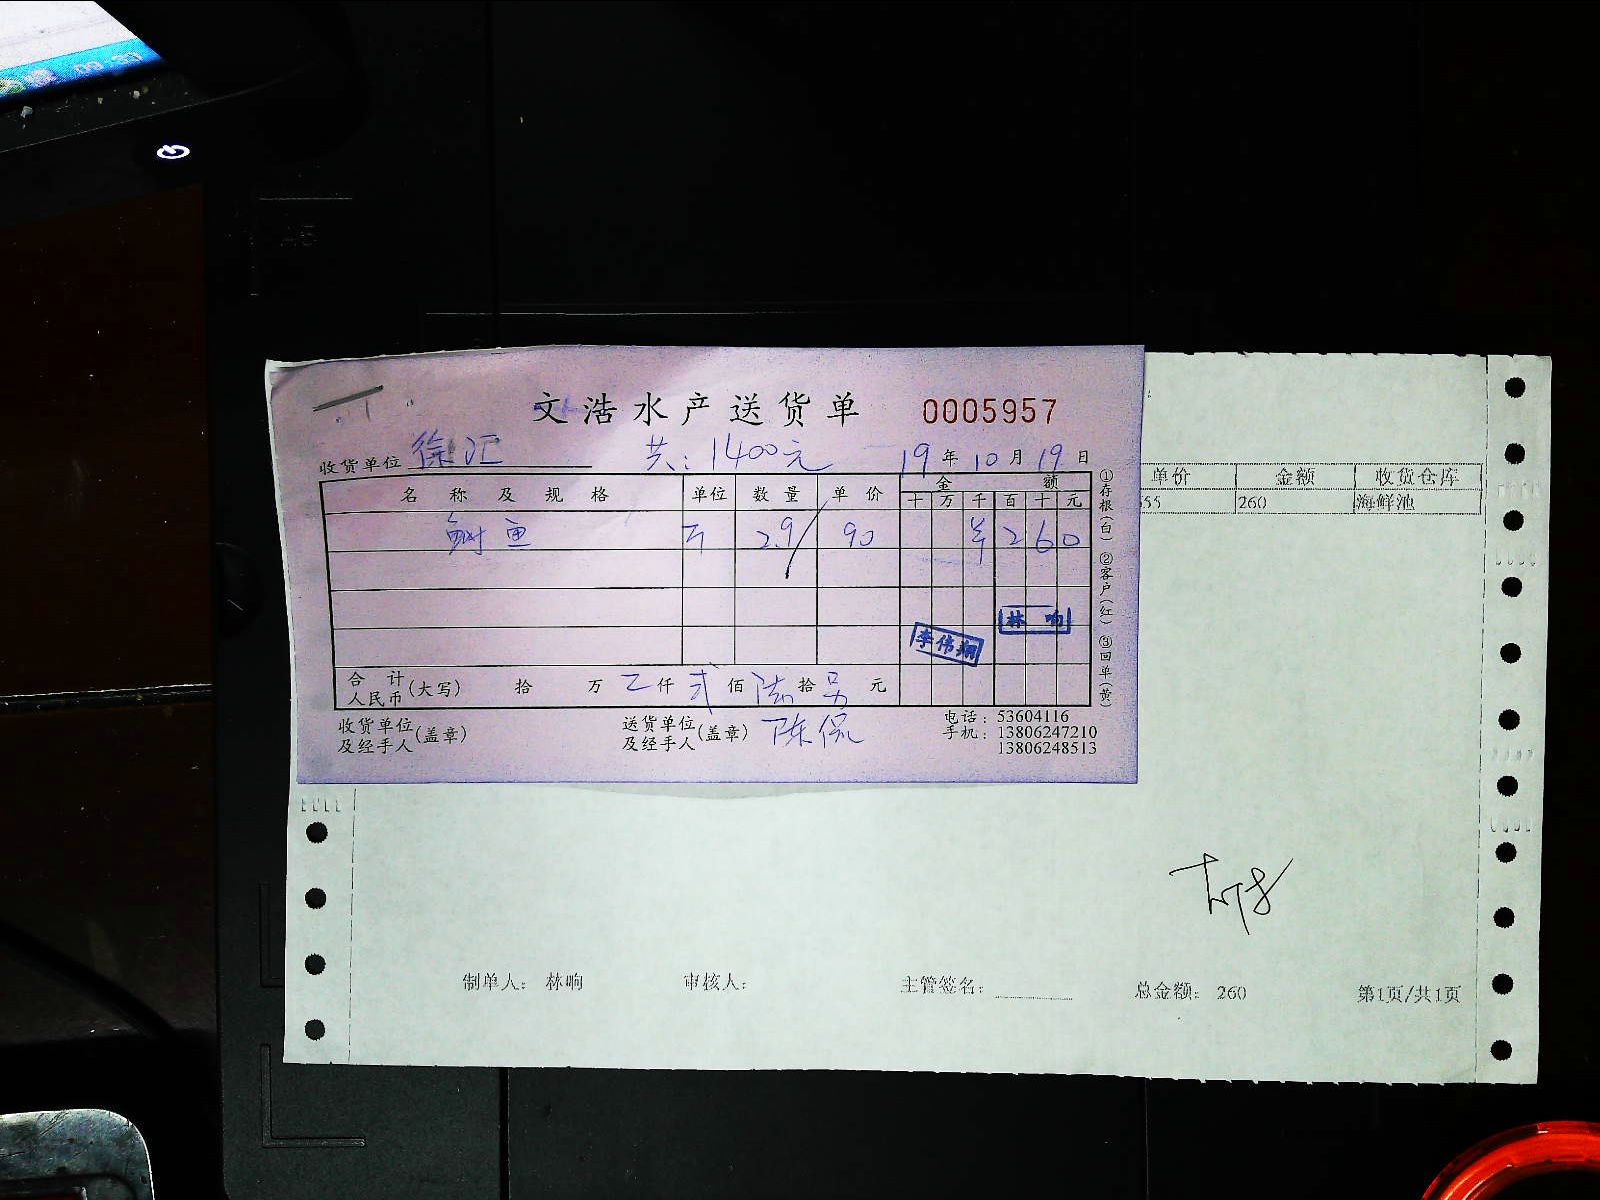 09:37
A5
文浩水产送货单 0005957
收货单位 徐汇 共:1400元 19年10月19日
名称及规格 单位 数量 单价 金额
十 万 千 百 十 元
鲥鱼 斤 2.9 90 ¥ 2 6 0
林响
李伟翔
合计人民币(大写) 拾 万 仟 弍 佰 陆 拾 另 元
收货单位及经手人(盖章) 送货单位及经手人(盖章) 陈侃
电话:53604116
手机:13806247210
13806248513
①存根(白) ②客户(红) ③回单(黄)
单价 金额 收货仓库
55 260 海鲜池
制单人: 林响 审核人: 主管签名: 总金额: 260 第1页/共1页